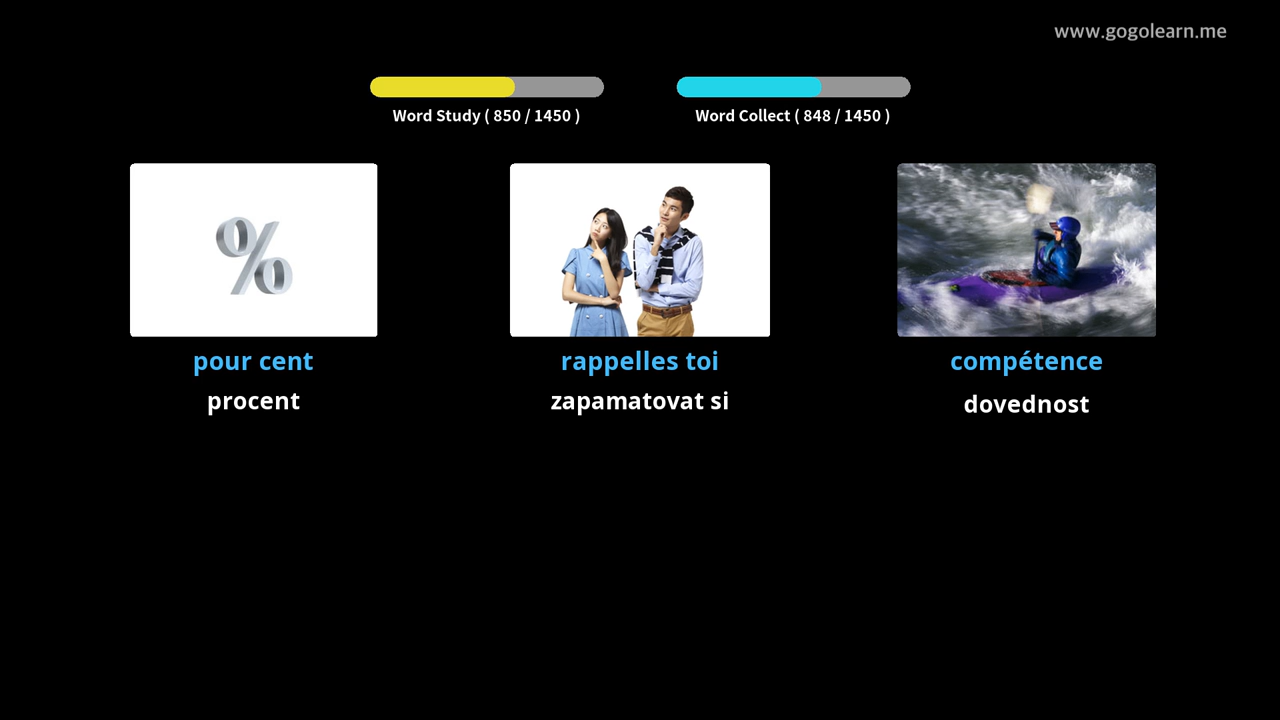 www.gogolearn.me
Word Study ( 850 / 1450 )
Word Collect ( 848 / 1450 )
%
pour cent
rappelles toi
compétence
procent
zapamatovat si
dovednost